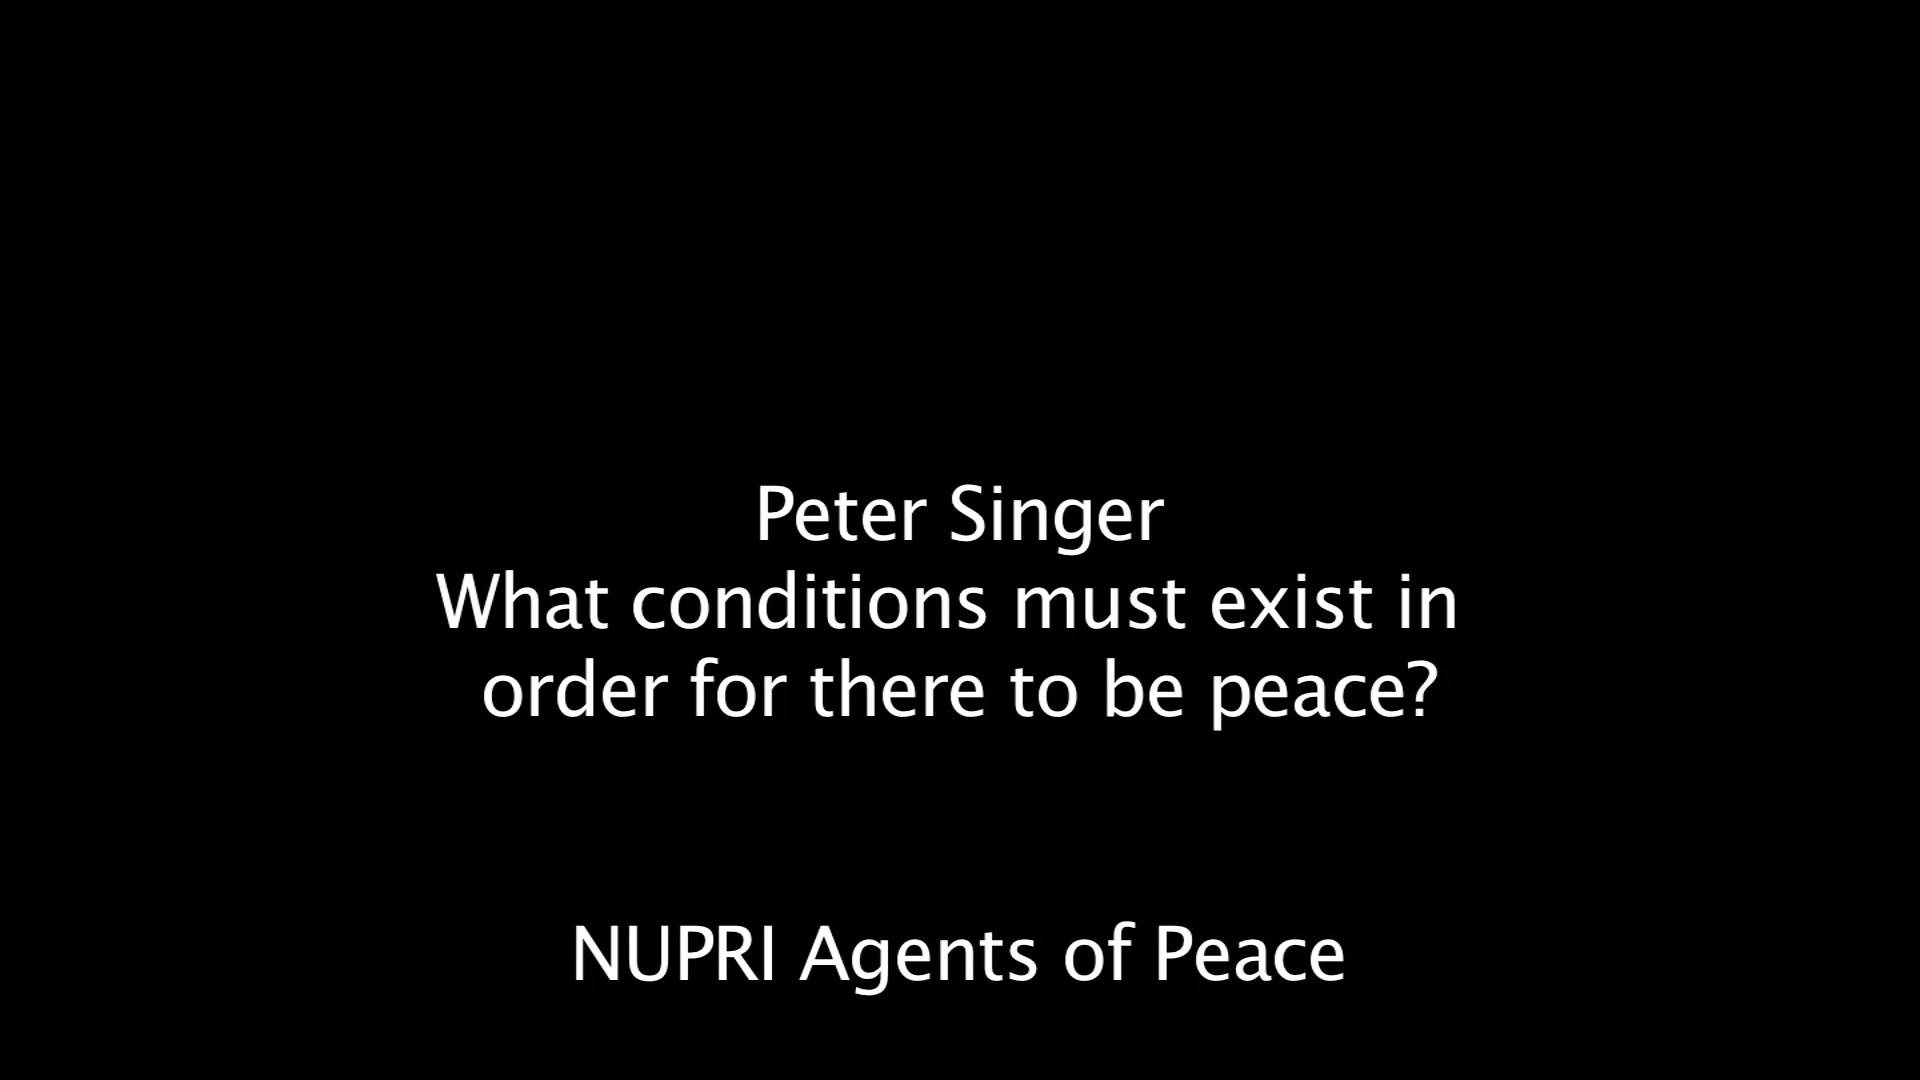 Peter Singer
What conditions must exist in
order for there to be peace?
NUPRI Agents of Peace